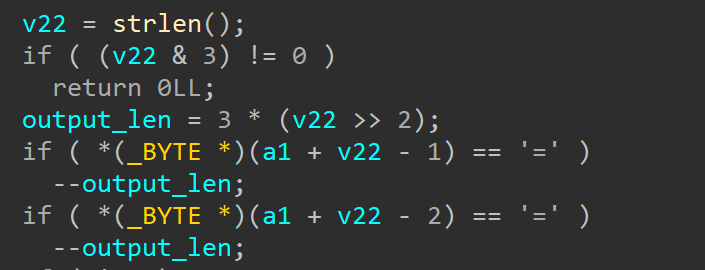 v22 = strlen();
if ( (v22 & 3) != 0 )
return 0LL;
output_len = 3 * (v22 >> 2);
if ( *(_BYTE *)(a1 + v22 - 1) == '=' )
--output_len;
if ( *(_BYTE *)(a1 + v22 - 2) == '=' )
--output_len;